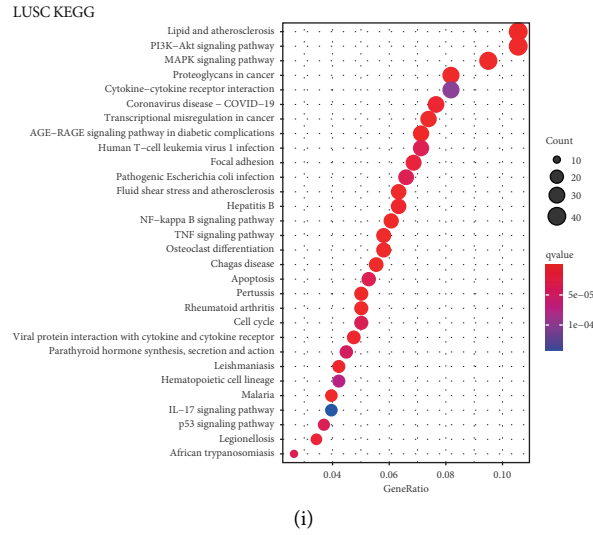 LUSC KEGG
Lipid and atherosclerosis
PI3K−Akt signaling pathway
MAPK signaling pathway
Proteoglycans in cancer
Cytokine−cytokine receptor interaction
Coronavirus disease − COVID−19
Transcriptional misregulation in cancer
AGE−RAGE signaling pathway in diabetic complications
Human T−cell leukemia virus 1 infection
Focal adhesion
Pathogenic Escherichia coli infection
Fluid shear stress and atherosclerosis
Hepatitis B
NF−kappa B signaling pathway
TNF signaling pathway
Osteoclast differentiation
Chagas disease
Apoptosis
Pertussis
Rheumatoid arthritis
Cell cycle
Viral protein interaction with cytokine and cytokine receptor
Parathyroid hormone synthesis, secretion and action
Leishmaniasis
Hematopoietic cell lineage
Malaria
IL−17 signaling pathway
p53 signaling pathway
Legionellosis
African trypanosomiasis
0.04 0.06 0.08 0.10
GeneRatio
Count
10
20
30
40
qvalue
5e−05
1e−04
(i)